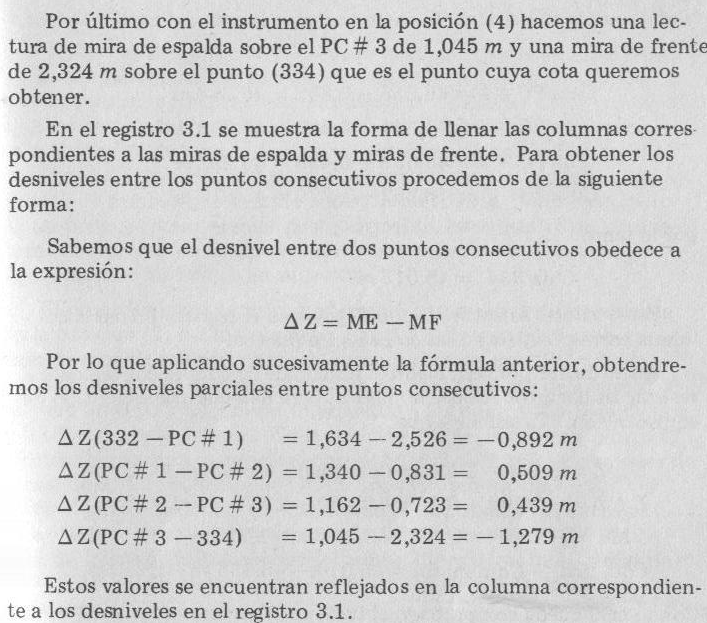 Por último con el instrumento en la posición (4) hacemos una lec-
tura de mira de espalda sobre el PC # 3 de 1,045 m y una mira de frente
de 2,324 m sobre el punto (334) que es el punto cuya cota queremos
obtener.
En el registro 3.1 se muestra la forma de llenar las columnas corres-
pondientes a las miras de espalda y miras de frente. Para obtener los
desniveles entre los puntos consecutivos procedemos de la siguiente
forma:
Sabemos que el desnivel entre dos puntos consecutivos obedece a
la expresión:
Δ Z = ME — MF
Por lo que aplicando sucesivamente la fórmula anterior, obtendre-
mos los desniveles parciales entre puntos consecutivos:
Δ Z(332 — PC # 1) = 1,634 — 2,526 = — 0,892 m
Δ Z(PC # 1 — PC # 2) = 1,340 — 0,831 = 0,509 m
Δ Z(PC # 2 — PC # 3) = 1,162 — 0,723 = 0,439 m
Δ Z(PC # 3 — 334) = 1,045 — 2,324 = — 1,279 m
Estos valores se encuentran reflejados en la columna correspondien-
te a los desniveles en el registro 3.1.